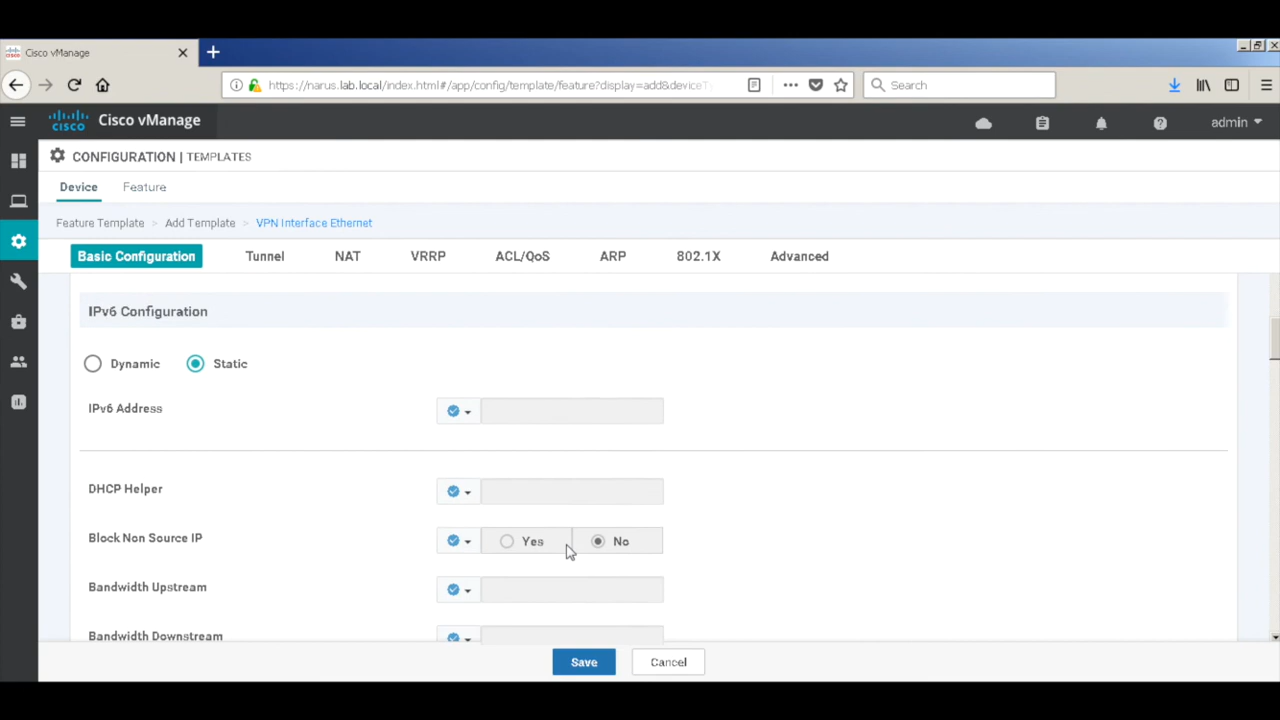 Cisco vManage
https://narus.lab.local/index.html#/app/config/template/feature?display=add&deviceT
Search
CISCO
Cisco vManage
admin
CONFIGURATION | TEMPLATES
Device
Feature
Feature Template > Add Template > VPN Interface Ethernet
Basic Configuration
Tunnel
NAT
VRRP
ACL/QoS
ARP
802.1X
Advanced
IPv6 Configuration
Dynamic
Static
IPv6 Address
DHCP Helper
Block Non Source IP
Yes
No
Bandwidth Upstream
Bandwidth Downstream
Save
Cancel